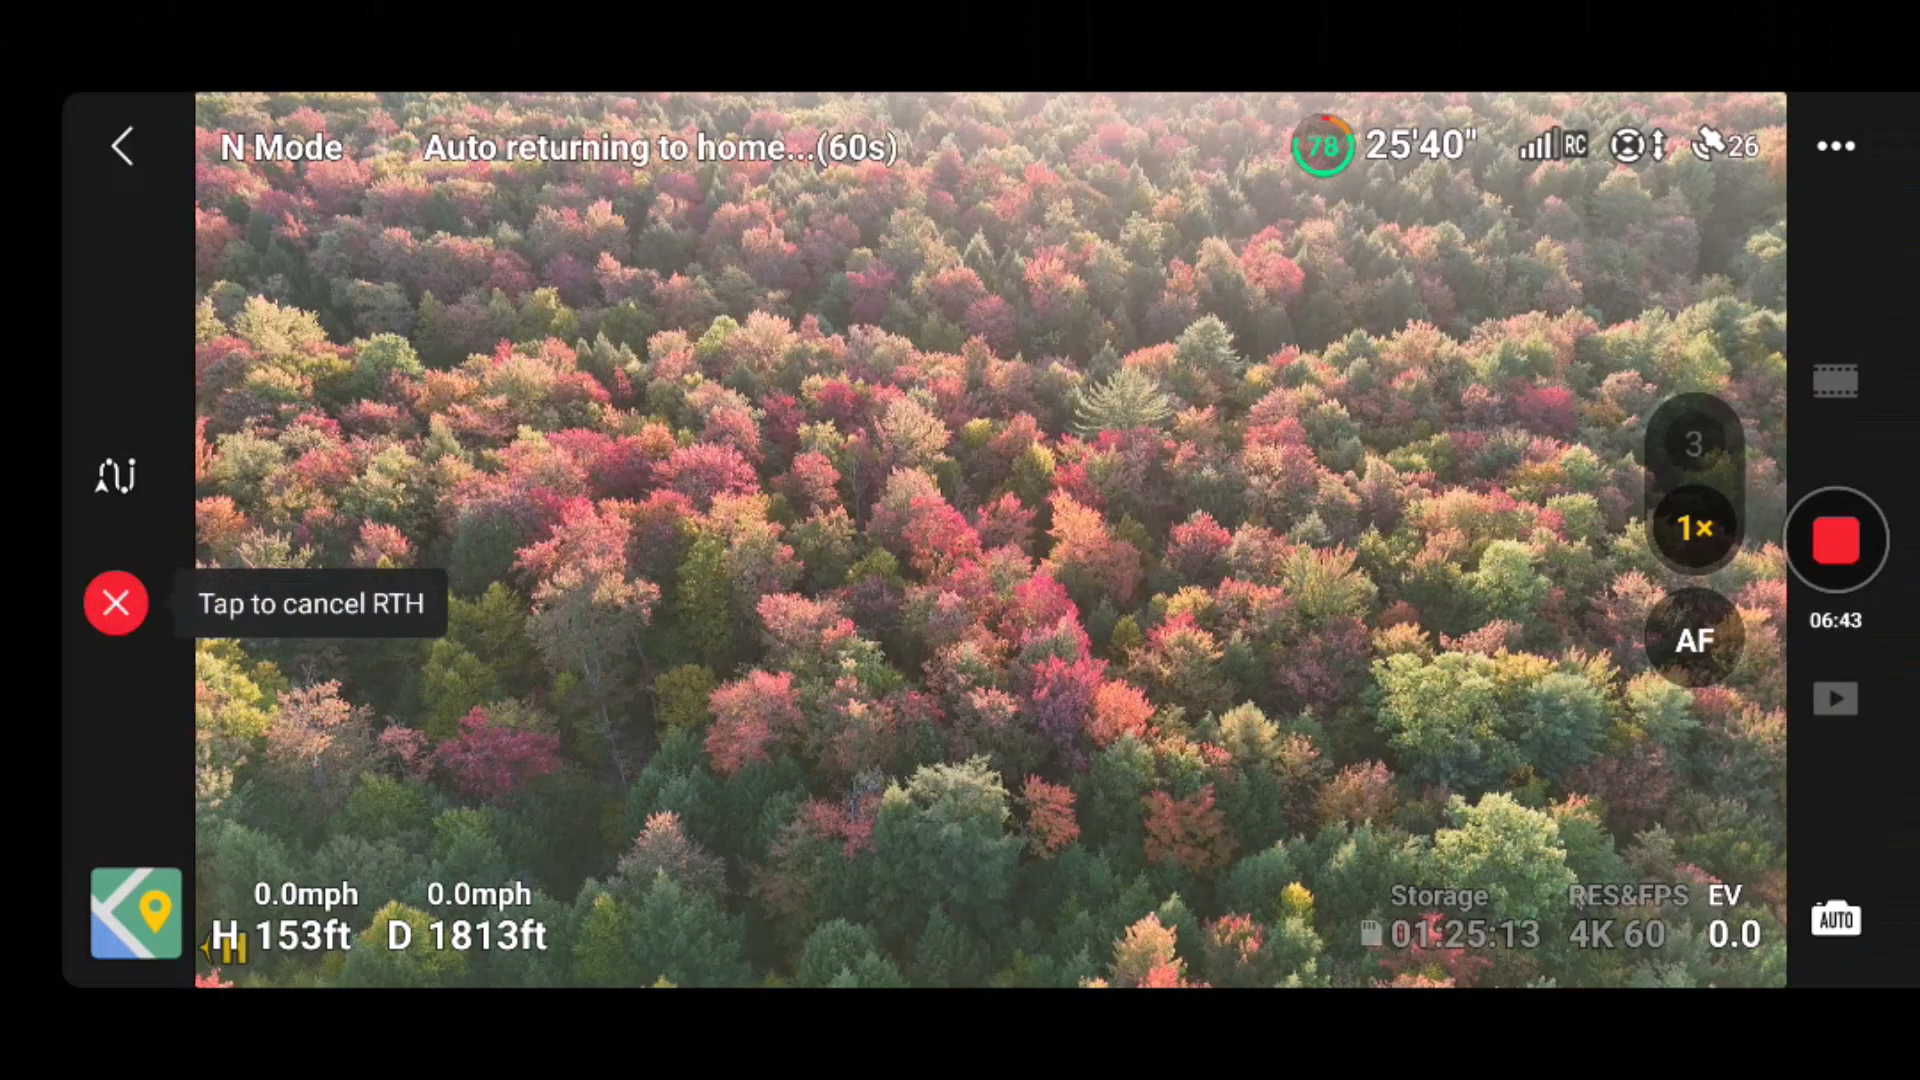 N Mode Auto returning to home...(60s) 78 25'40" RC 26
3
1×
AF
Tap to cancel RTH
06:43
0.0mph 0.0mph
H 153ft D 1813ft
H
Storage RES&FPS EV
01:25:13 4K 60 0.0
AUTO